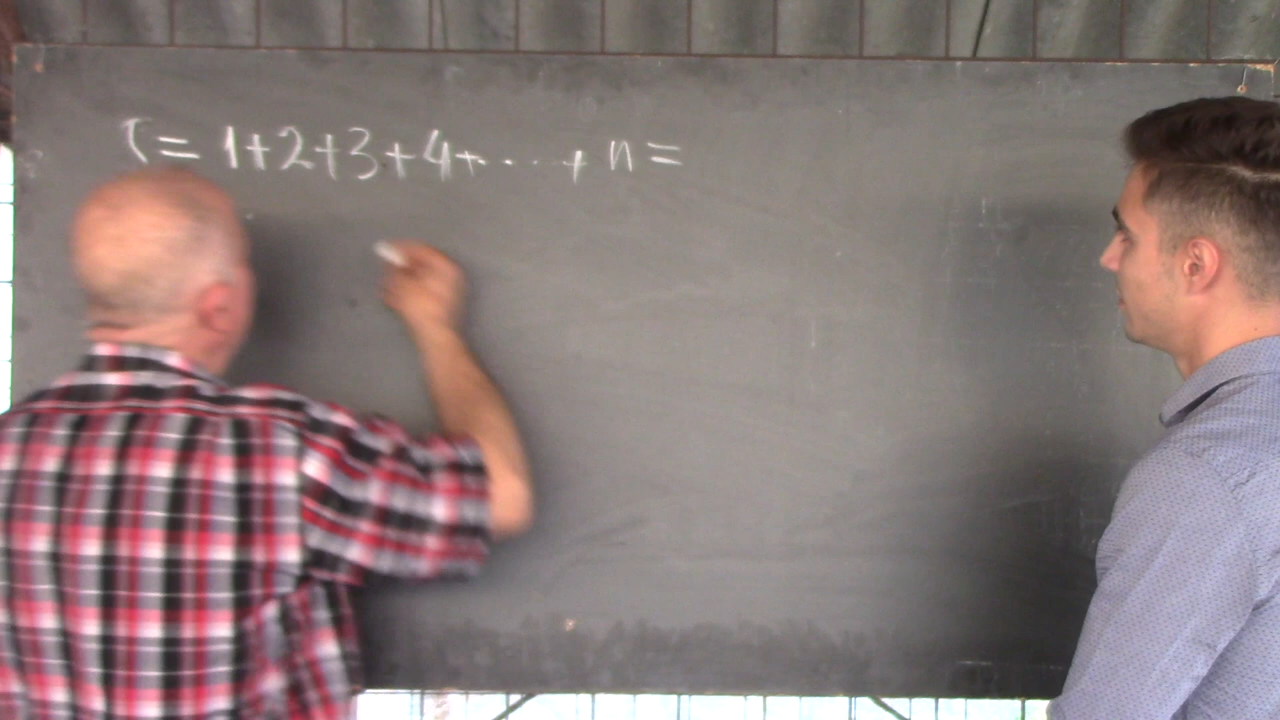 = 1+2+3+4+.....+ n =